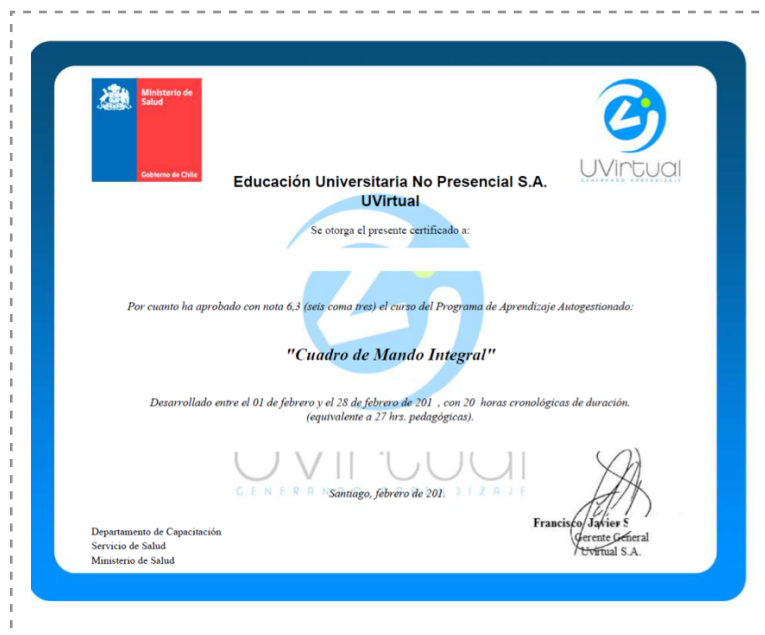 Ministerio de
Salud
Gobierno de Chile
UVirtual
GENERANDO APRENDIZAJE
Educación Universitaria No Presencial S.A.
UVirtual
Se otorga el presente certificado a:
Por cuanto ha aprobado con nota 6,3 (seis coma tres) el curso del Programa de Aprendizaje Autogestionado:
"Cuadro de Mando Integral"
Desarrollado entre el 01 de febrero y el 28 de febrero de 201 , con 20 horas cronológicas de duración.
(equivalente a 27 hrs. pedagógicas).
Santiago, febrero de 201.
Francisco Javier S
Gerente General
Uvirtual S.A.
Departamento de Capacitación
Servicio de Salud
Ministerio de Salud